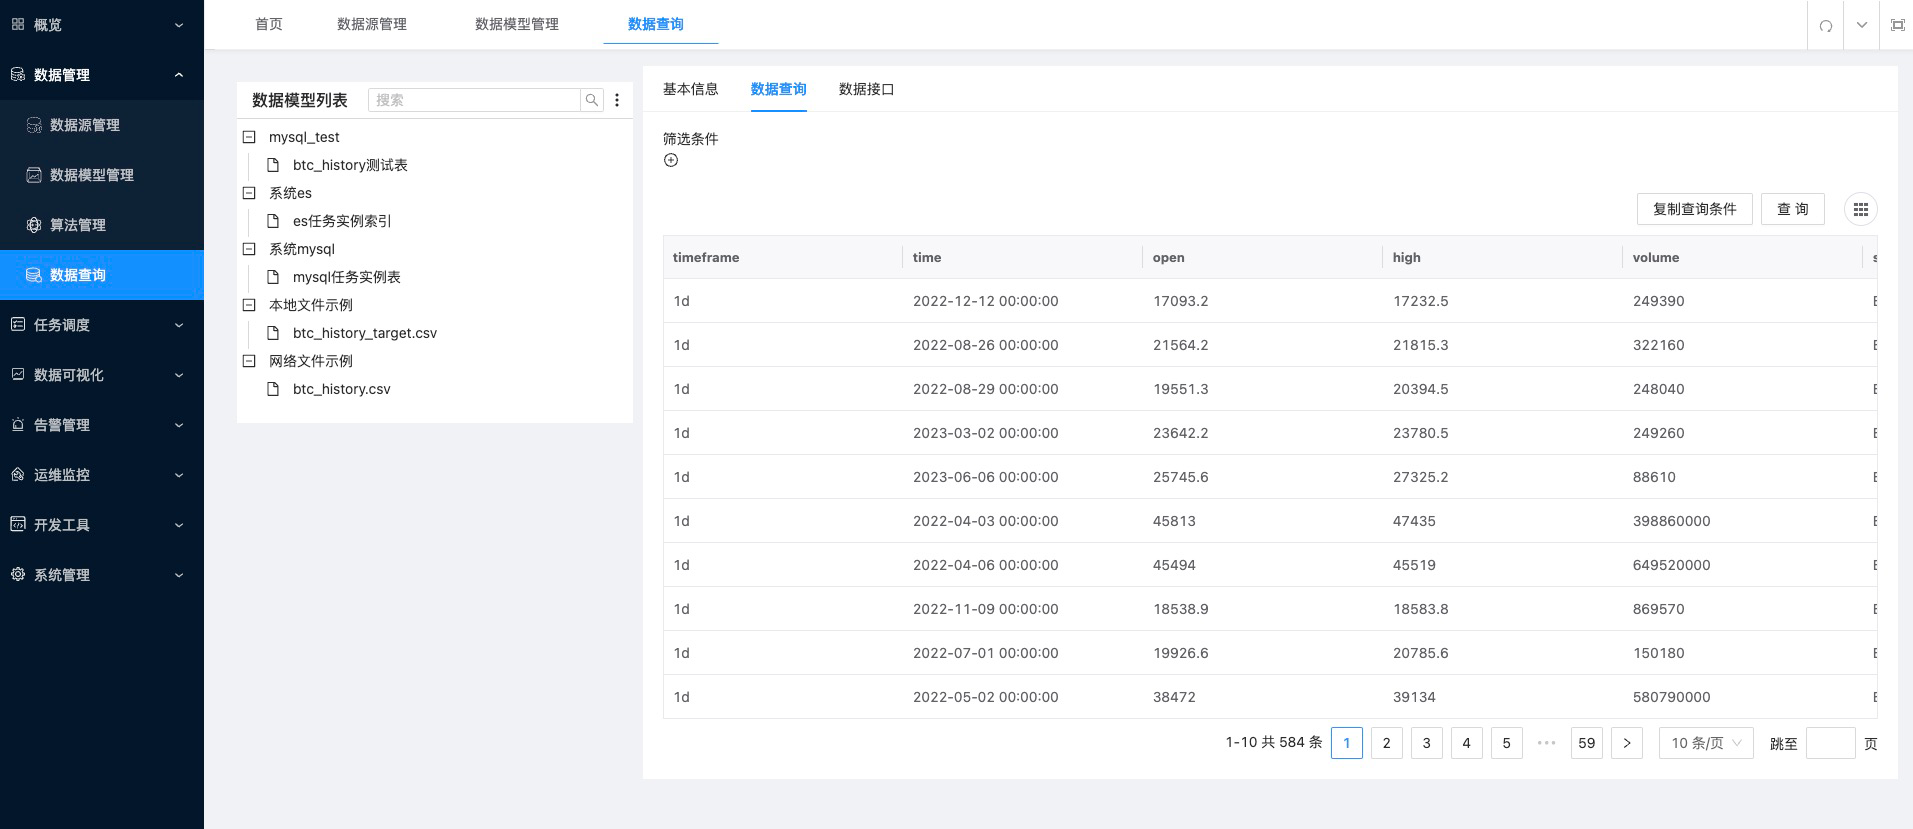 概览
数据管理
数据源管理
数据模型管理
算法管理
数据查询
任务调度
数据可视化
告警管理
运维监控
开发工具
系统管理
首页
数据源管理
数据模型管理
数据查询
数据模型列表
搜索
mysql_test
btc_history测试表
系统es
es任务实例索引
系统mysql
mysql任务实例表
本地文件示例
btc_history_target.csv
网络文件示例
btc_history.csv
基本信息
数据查询
数据接口
筛选条件
复制查询条件
查 询
timeframe time open high volume
1d 2022-12-12 00:00:00 17093.2 17232.5 249390
1d 2022-08-26 00:00:00 21564.2 21815.3 322160
1d 2022-08-29 00:00:00 19551.3 20394.5 248040
1d 2023-03-02 00:00:00 23642.2 23780.5 249260
1d 2023-06-06 00:00:00 25745.6 27325.2 88610
1d 2022-04-03 00:00:00 45813 47435 398860000
1d 2022-04-06 00:00:00 45494 45519 649520000
1d 2022-11-09 00:00:00 18538.9 18583.8 869570
1d 2022-07-01 00:00:00 19926.6 20785.6 150180
1d 2022-05-02 00:00:00 38472 39134 580790000
1-10 共 584 条 1 2 3 4 5 ••• 59 > 10 条/页 跳至 页